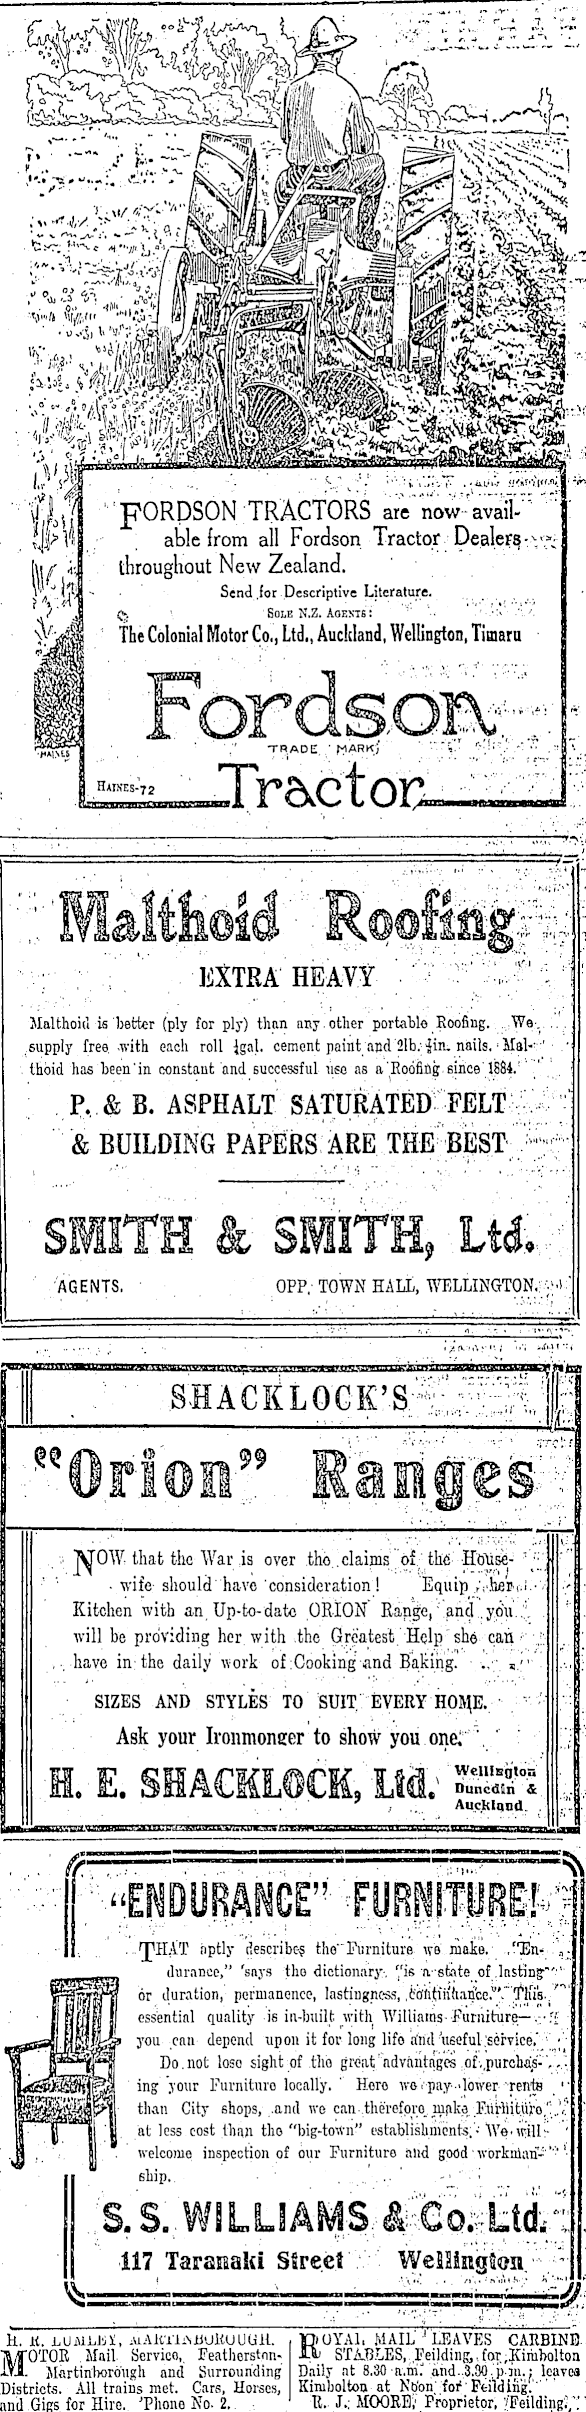 FORDSON TRACTORS are now avail-
able from all Fordson Tractor Dealers
throughout New Zealand.
Send for Descriptive Literature.
SOLE N.Z. AGENTS:
The Colonial Motor Co., Ltd., Auckland, Wellington, Timaru
Fordson
TRADE MARK
HAINES
HAINES-72
Tractor
Malthoid Roofing
EXTRA HEAVY
Malthoid is better (ply for ply) than any other portable Roofing. We
supply free with each roll ½gal. cement paint and 2lb. ¾in. nails. Mal-
thoid has been in constant and successful use as a Roofing since 1884.
P. & B. ASPHALT SATURATED FELT
& BUILDING PAPERS ARE THE BEST
SMITH & SMITH, Ltd.
AGENTS. OPP. TOWN HALL, WELLINGTON.
SHACKLOCK'S
"Orion" Ranges
NOW that the War is over the claims of the House-
wife should have consideration! Equip her
Kitchen with an Up-to-date ORION Range, and you
will be providing her with the Greatest Help she can
have in the daily work of Cooking and Baking.
SIZES AND STYLES TO SUIT EVERY HOME.
Ask your Ironmonger to show you one.
H. E. SHACKLOCK, Ltd. Wellington
Dunedin &
Auckland
"ENDURANCE" FURNITURE!
THAT aptly describes the Furniture we make. "En-
durance," says the dictionary, "is a state of lasting
or duration, permanence, lastingness, continuance." This
essential quality is in-built with Williams Furniture—
you can depend upon it for long life and useful service.
Do not lose sight of the great advantages of purchas-
ing your Furniture locally. Here we pay lower rents
than City shops, and we can therefore make Furniture
at less cost than the "big-town" establishments. We will
welcome inspection of our Furniture and good workman-
ship.
S. S. WILLIAMS & Co. Ltd.
117 Taranaki Street Wellington
H. R. LUMLEY, MARTINBOROUGH.
MOTOR Mail Service, Featherston-
Martinborough and Surrounding
Districts. All trains met. Cars, Horses,
and Gigs for Hire. 'Phone No. 2.
ROYAL MAIL LEAVES CARBINE
STABLES, Feilding, for Kimbolton
Daily at 8.30 a.m. and 3.30 p.m.; leaves
Kimbolton at Noon for Feilding.
R. J. MOORE, Proprietor, Feilding.